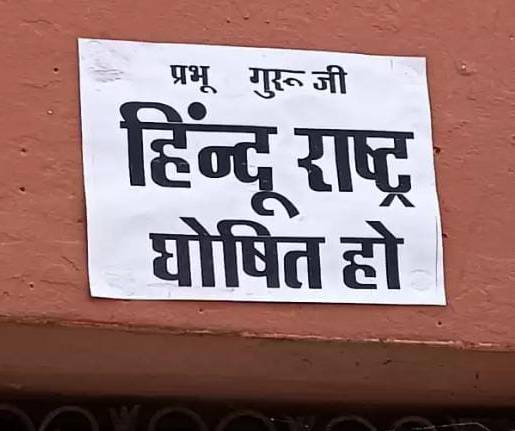 प्रभू गुरू जी
हिंन्दू राष्ट्र
घोषित हो